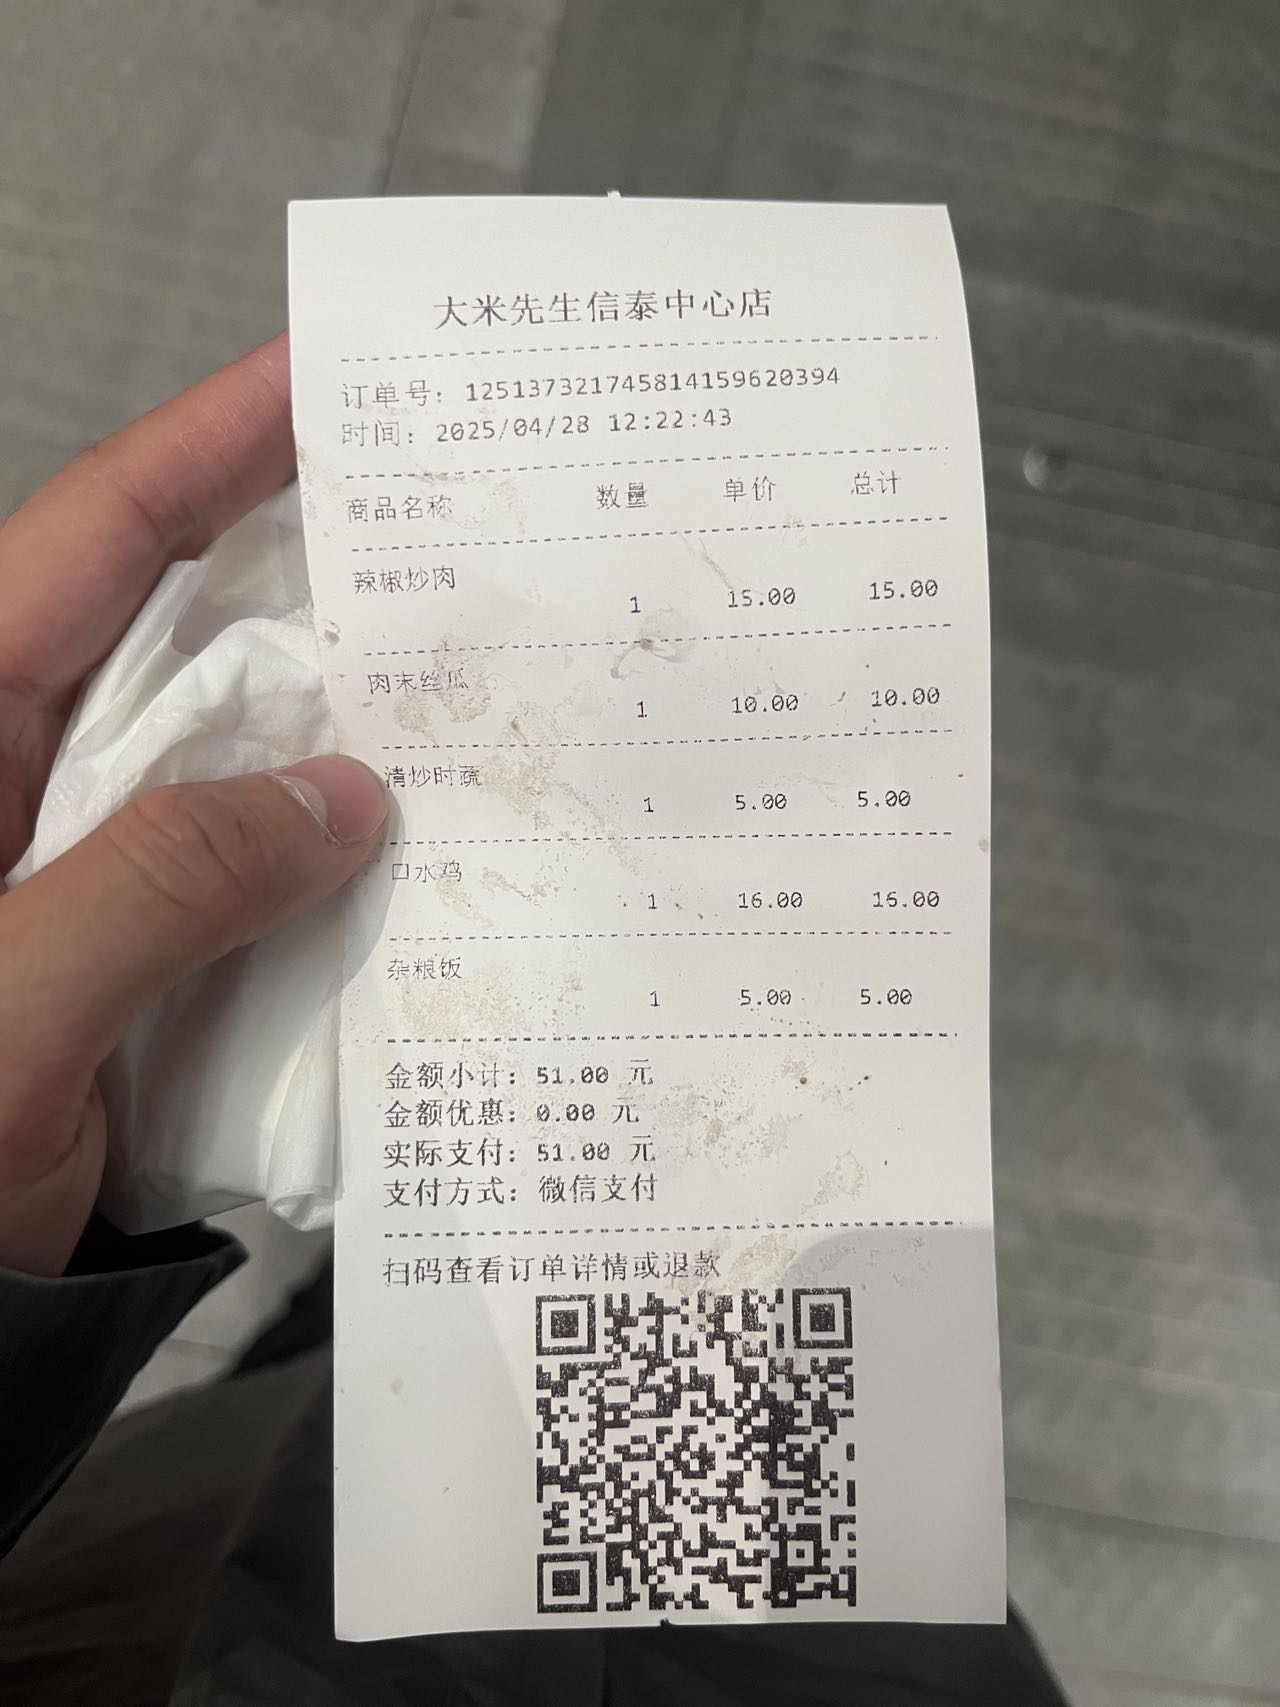 大米先生信泰中心店
订单号：125137321745814159620394
时间：2025/04/28 12:22:43
商品名称 数量 单价 总计
辣椒炒肉
1 15.00 15.00
肉末丝瓜
1 10.00 10.00
清炒时蔬
1 5.00 5.00
口水鸡
1 16.00 16.00
杂粮饭
1 5.00 5.00
金额小计：51.00 元
金额优惠：0.00 元
实际支付：51.00 元
支付方式：微信支付
扫码查看订单详情或退款